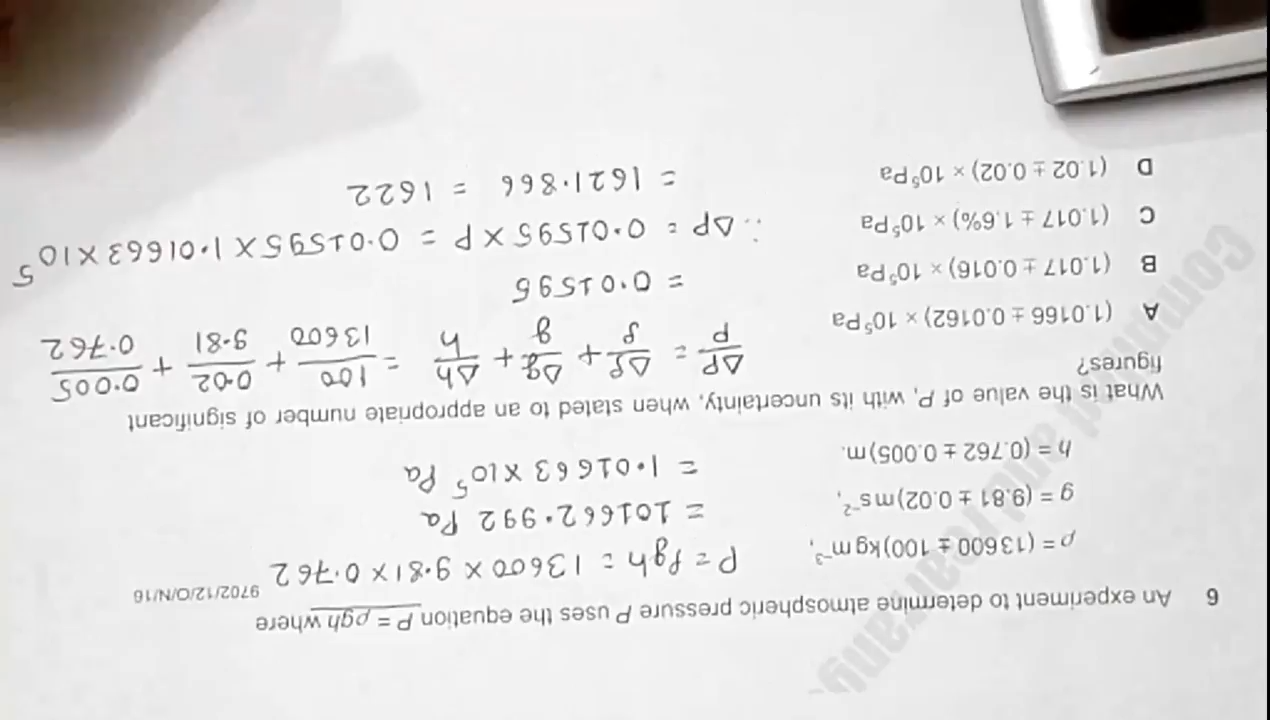 6 An experiment to determine atmospheric pressure P uses the equation P = ρgh where
9702/12/O/N/16
ρ = (13600 ± 100) kg m⁻³,
P = ρgh = 13600 × 9.81 × 0.762
g = (9.81 ± 0.02) m s⁻²,
= 101662.992 Pa
h = (0.762 ± 0.005) m.
= 1.01663 × 10⁵ Pa
What is the value of P, with its uncertainty, when stated to an appropriate number of significant
figures?
ΔP/P = Δρ/ρ + Δg/g + Δh/h = 100/13600 + 0.02/9.81 + 0.005/0.762
A (1.0166 ± 0.0162) × 10⁵ Pa
= 0.01595
B (1.017 ± 0.016) × 10⁵ Pa
∴ ΔP = 0.01595 × P = 0.01595 × 1.01663 × 10⁵
C (1.017 ± 1.6%) × 10⁵ Pa
= 1621.866 = 1622
D (1.02 ± 0.02) × 10⁵ Pa